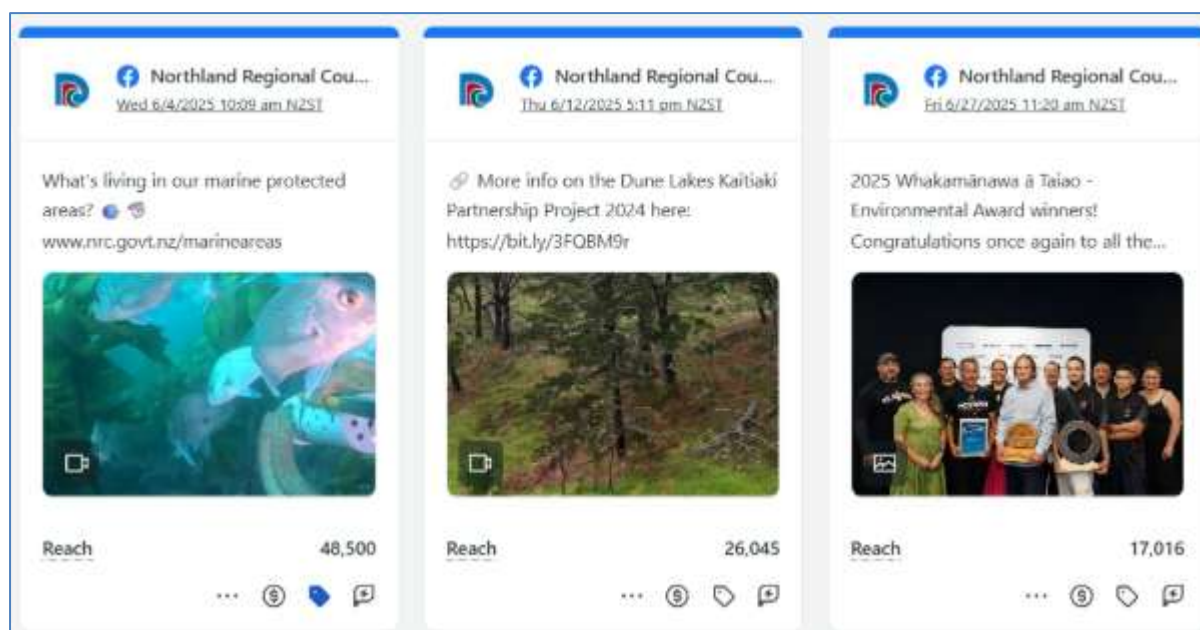 Northland Regional Cou...
Wed 6/4/2025 10:09 am NZST
What's living in our marine protected
areas?
www.nrc.govt.nz/marineareas
Reach 48,500
Northland Regional Cou...
Thu 6/12/2025 5:11 pm NZST
More info on the Dune Lakes Kaitiaki
Partnership Project 2024 here:
https://bit.ly/3FQBM9r
Reach 26,045
Northland Regional Cou...
Fri 6/27/2025 11:20 am NZST
2025 Whakamānawa ā Taiao -
Environmental Award winners!
Congratulations once again to all the...
Reach 17,016